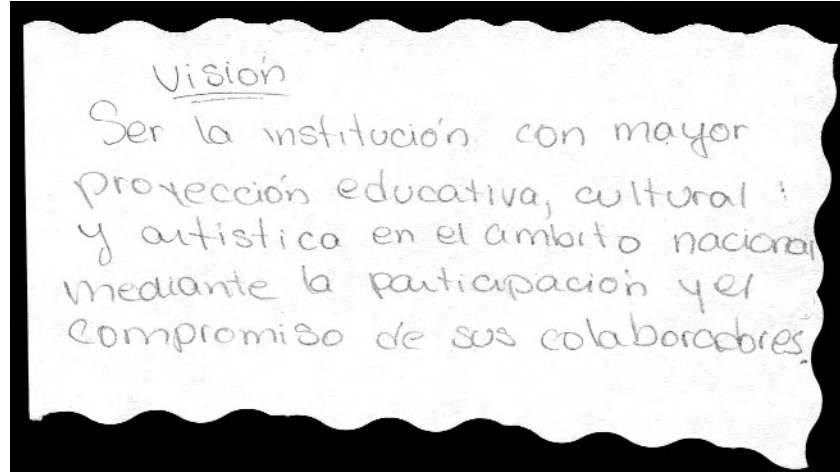 Visión
Ser la institución con mayor
proyección educativa, cultural
y artistica en el ambito nacional
mediante la participación y el
compromiso de sus colaboradores.